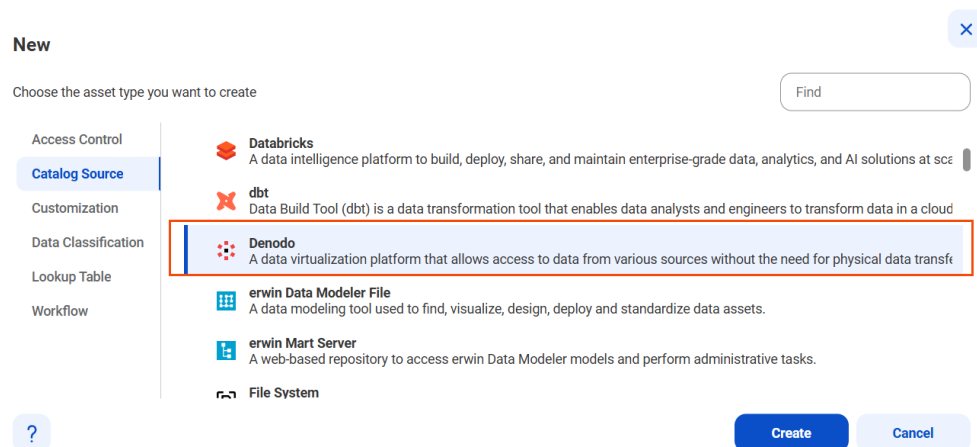 New
Choose the asset type you want to create
Find
Access Control
Catalog Source
Customization
Data Classification
Lookup Table
Workflow
Databricks
A data intelligence platform to build, deploy, share, and maintain enterprise-grade data, analytics, and AI solutions at sca
dbt
Data Build Tool (dbt) is a data transformation tool that enables data analysts and engineers to transform data in a cloud
Denodo
A data virtualization platform that allows access to data from various sources without the need for physical data transfe
erwin Data Modeler File
A data modeling tool used to find, visualize, design, deploy and standardize data assets.
erwin Mart Server
A web-based repository to access erwin Data Modeler models and perform administrative tasks.
File System
?
Create
Cancel